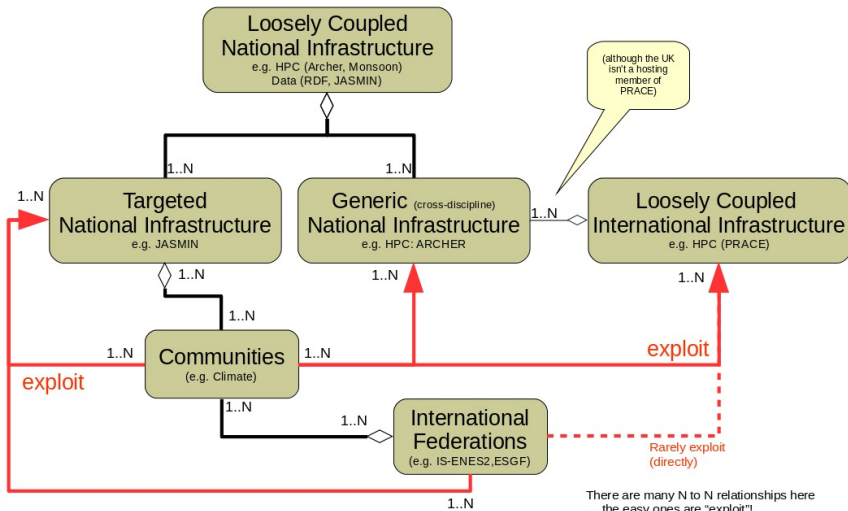 Loosely Coupled
National Infrastructure
e.g. HPC (Archer, Monsoon)
Data (RDF, JASMIN)
(although the UK
isn't a hosting
member of
PRACE)
1..N
1..N
1..N
Targeted
National Infrastructure
e.g. JASMIN
Generic (cross-discipline)
National Infrastructure
e.g. HPC: ARCHER
1..N
Loosely Coupled
International Infrastructure
e.g. HPC (PRACE)
1..N
1..N
1..N
1..N
1..N
Communities
(e.g. Climate)
1..N
exploit
exploit
1..N
1..N
International
Federations
(e.g. IS-ENES2,ESGF)
Rarely exploit
(directly)
1..N
There are many N to N relationships here
the easy ones are “exploit”!